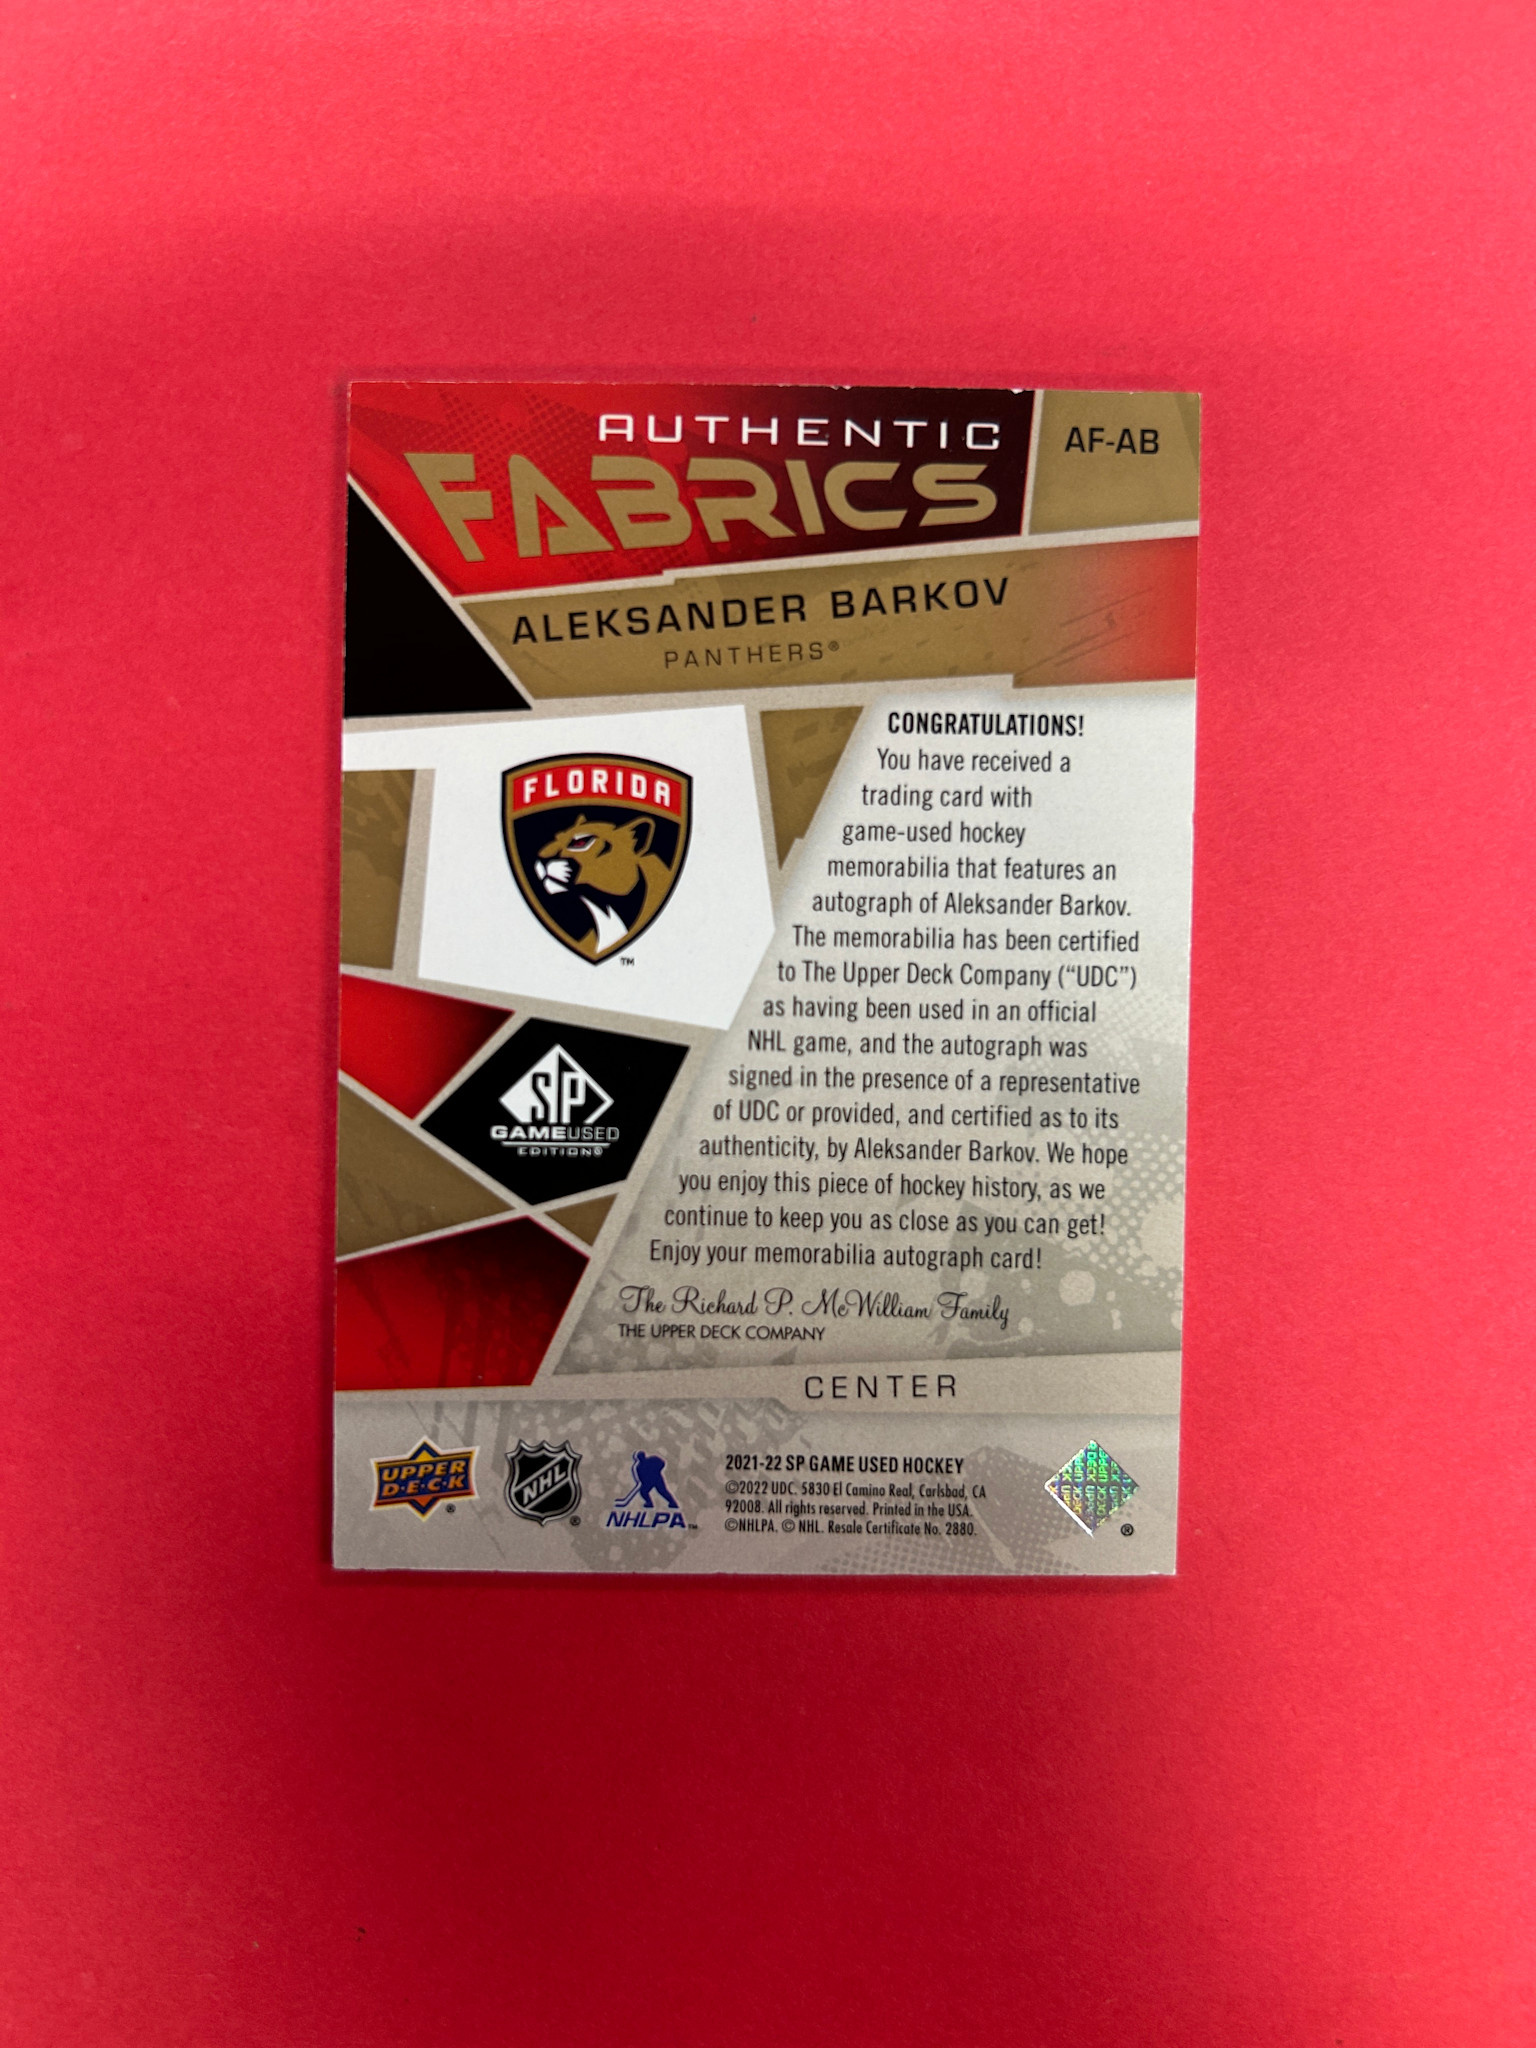 AUTHENTIC
FABRICS
AF-AB
ALEKSANDER BARKOV
PANTHERS®
FLORIDA
™
CONGRATULATIONS!
You have received a
trading card with
game-used hockey
memorabilia that features an
autograph of Aleksander Barkov.
The memorabilia has been certified
to The Upper Deck Company (“UDC”)
as having been used in an official
NHL game, and the autograph was
signed in the presence of a representative
of UDC or provided, and certified as to its
authenticity, by Aleksander Barkov. We hope
you enjoy this piece of hockey history, as we
continue to keep you as close as you can get!
Enjoy your memorabilia autograph card!
SP
GAMEUSED
EDITION®
The Richard P. McWilliam Family
THE UPPER DECK COMPANY
CENTER
UPPER
D·E·C·K
®
NHL
®
NHLPA™
2021-22 SP GAME USED HOCKEY
©2022 UDC. 5830 El Camino Real, Carlsbad, CA
92008. All rights reserved. Printed in the USA.
©NHLPA. © NHL. Resale Certificate No. 2880.
®